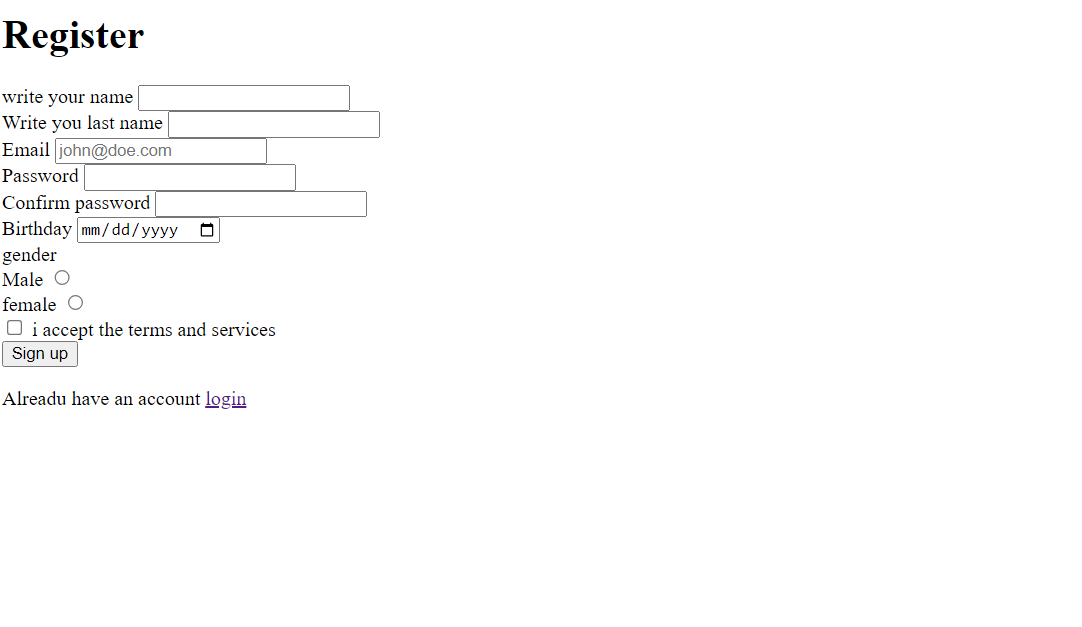 Register
write your name
Write you last name
Email john@doe.com
Password
Confirm password
Birthday mm/dd/yyyy
gender
Male
female
i accept the terms and services
Sign up
Alreadu have an account login